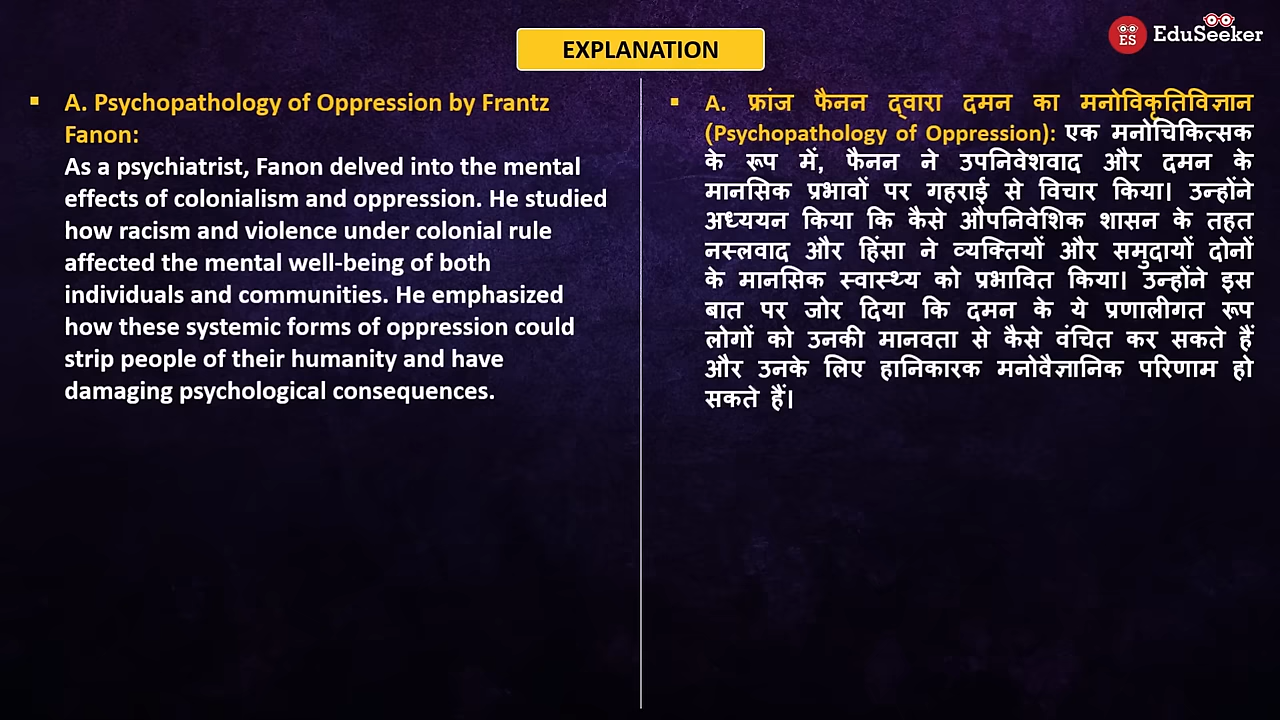 EXPLANATION
ES EduSeeker
▪ A. Psychopathology of Oppression by Frantz
Fanon:
As a psychiatrist, Fanon delved into the mental
effects of colonialism and oppression. He studied
how racism and violence under colonial rule
affected the mental well-being of both
individuals and communities. He emphasized
how these systemic forms of oppression could
strip people of their humanity and have
damaging psychological consequences.
▪ A. फ्रांज फैनन द्वारा दमन का मनोविकृतिविज्ञान
(Psychopathology of Oppression): एक मनोचिकित्सक
के रूप में, फैनन ने उपनिवेशवाद और दमन के
मानसिक प्रभावों पर गहराई से विचार किया। उन्होंने
अध्ययन किया कि कैसे औपनिवेशिक शासन के तहत
नस्लवाद और हिंसा ने व्यक्तियों और समुदायों दोनों
के मानसिक स्वास्थ्य को प्रभावित किया। उन्होंने इस
बात पर जोर दिया कि दमन के ये प्रणालीगत रूप
लोगों को उनकी मानवता से कैसे वंचित कर सकते हैं
और उनके लिए हानिकारक मनोवैज्ञानिक परिणाम हो
सकते हैं।